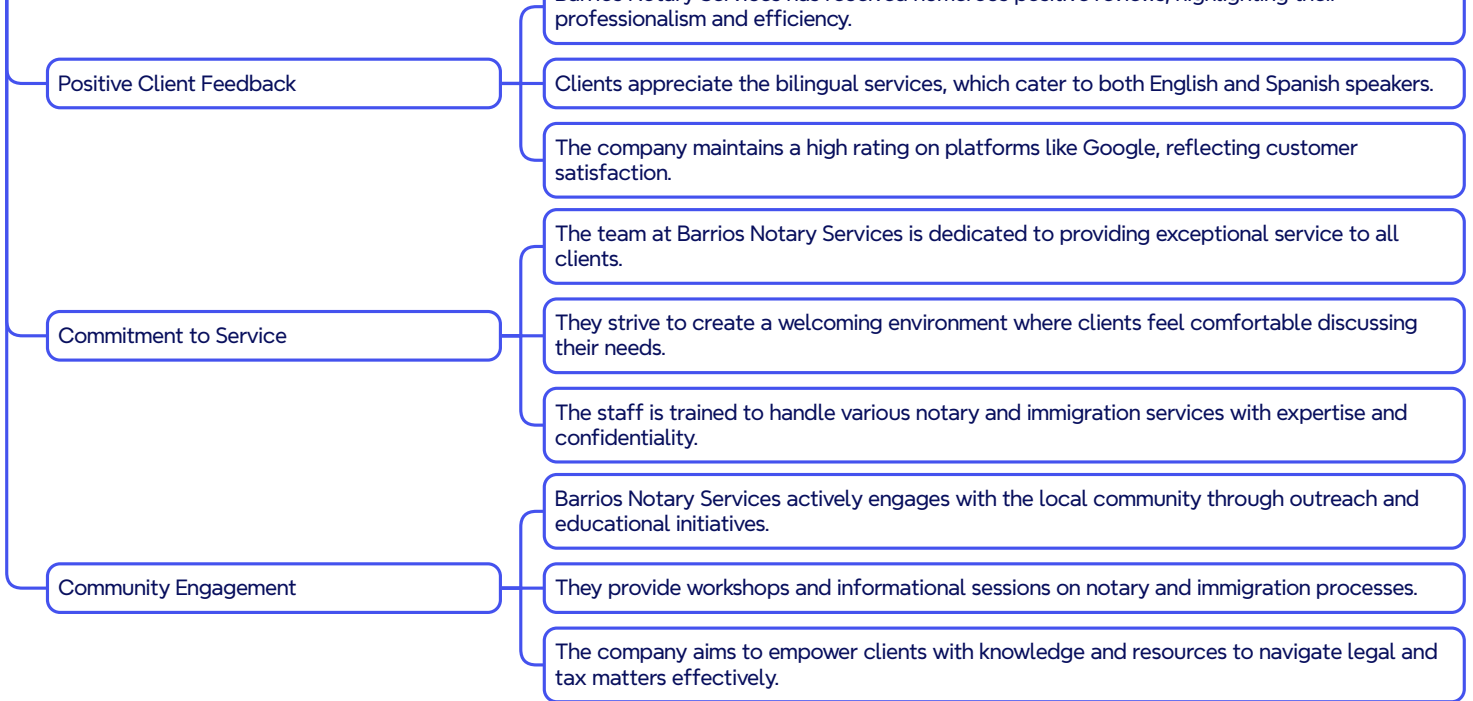 professionalism and efficiency.
Positive Client Feedback
Clients appreciate the bilingual services, which cater to both English and Spanish speakers.
The company maintains a high rating on platforms like Google, reflecting customer
satisfaction.
The team at Barrios Notary Services is dedicated to providing exceptional service to all
clients.
Commitment to Service
They strive to create a welcoming environment where clients feel comfortable discussing
their needs.
The staff is trained to handle various notary and immigration services with expertise and
confidentiality.
Barrios Notary Services actively engages with the local community through outreach and
educational initiatives.
Community Engagement
They provide workshops and informational sessions on notary and immigration processes.
The company aims to empower clients with knowledge and resources to navigate legal and
tax matters effectively.